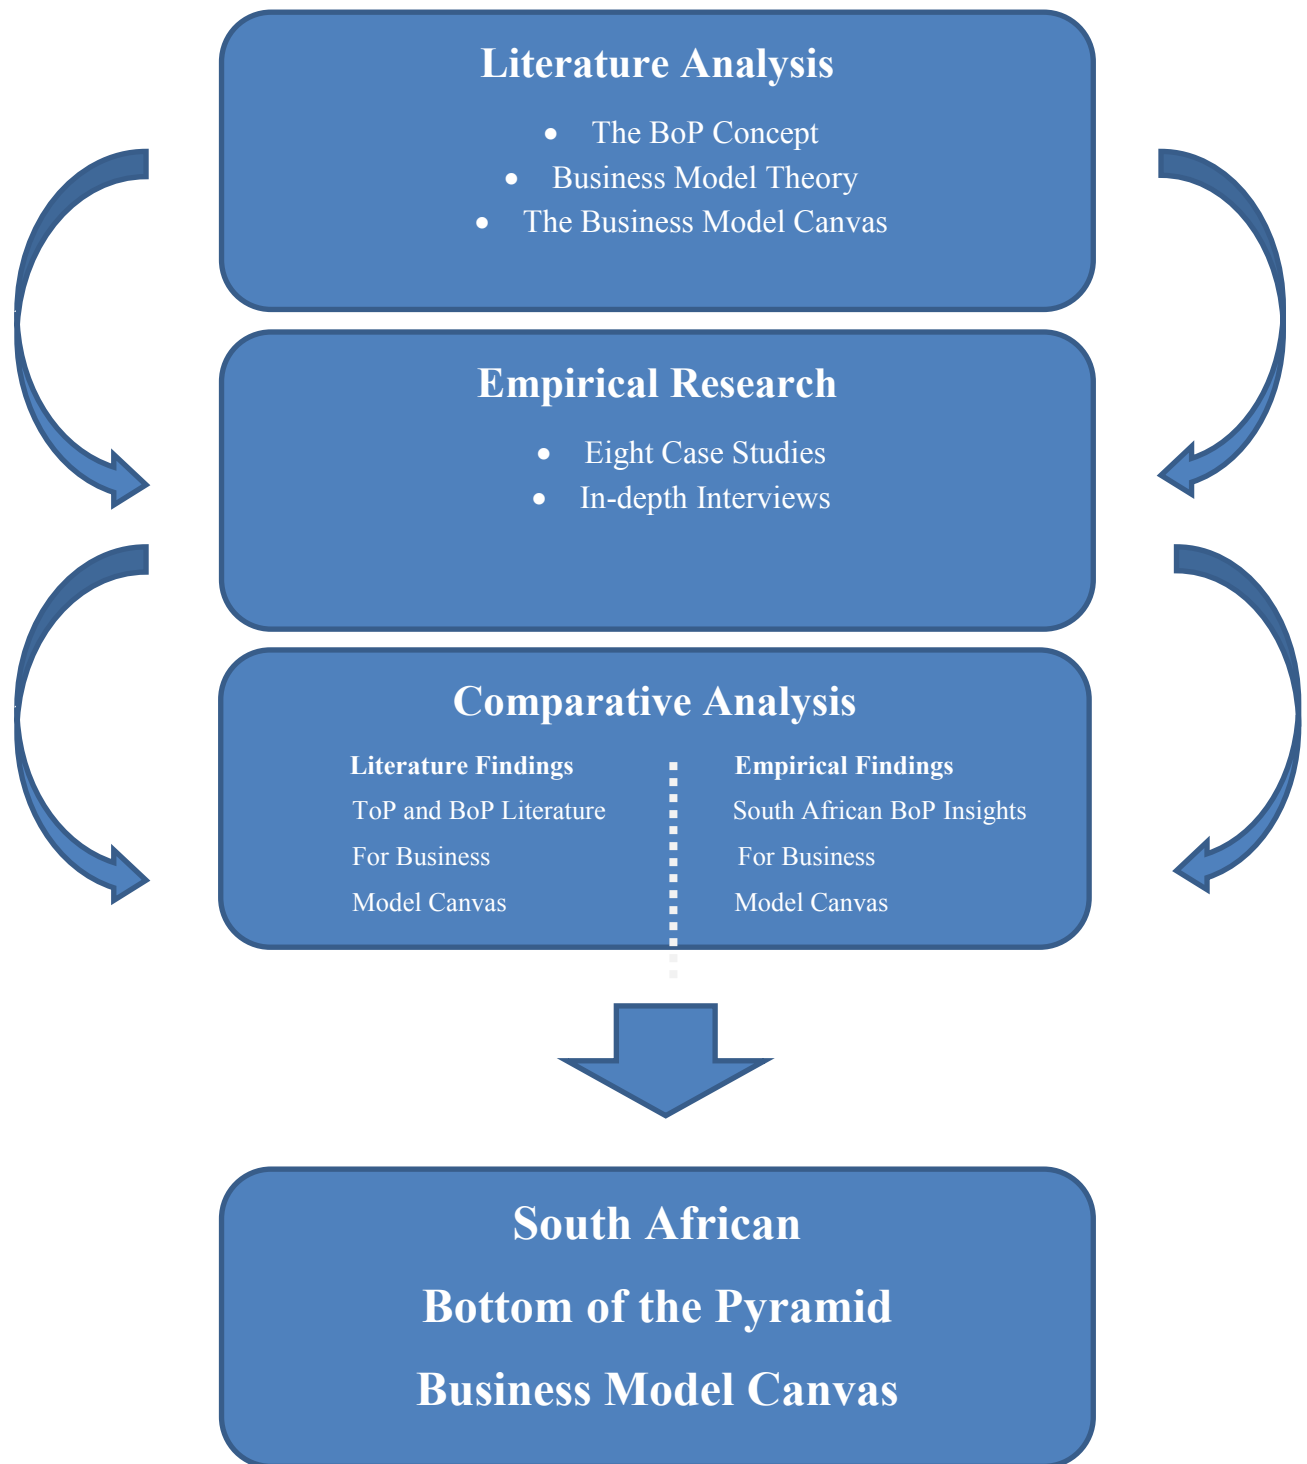 Literature Analysis
• The BoP Concept
• Business Model Theory
• The Business Model Canvas
Empirical Research
• Eight Case Studies
• In-depth Interviews
Comparative Analysis
Literature Findings
ToP and BoP Literature
For Business
Model Canvas
Empirical Findings
South African BoP Insights
For Business
Model Canvas
South African
Bottom of the Pyramid
Business Model Canvas